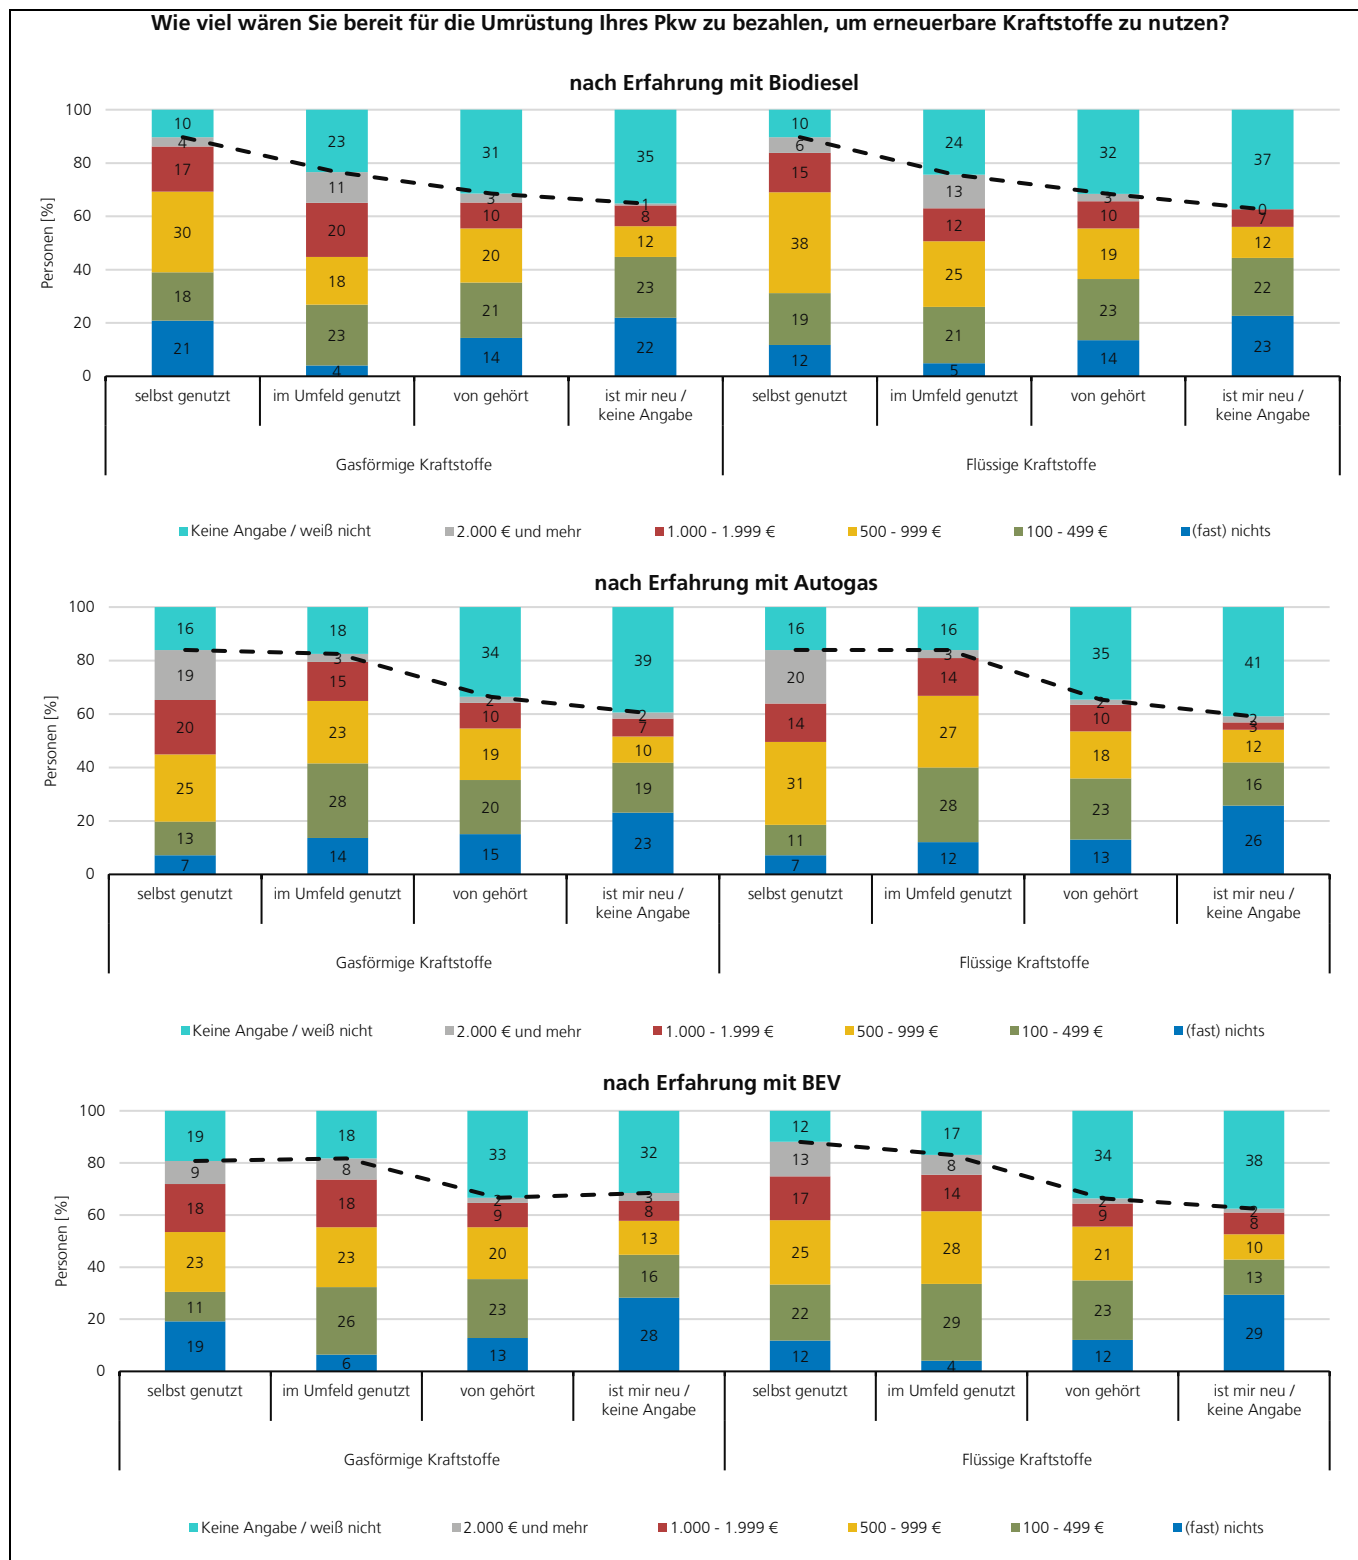 Wie viel wären Sie bereit für die Umrüstung Ihres Pkw zu bezahlen, um erneuerbare Kraftstoffe zu nutzen?
nach Erfahrung mit Biodiesel
Personen [%]
100
80
60
40
20
0
10 23 31 35 10 24 32 37
4 11 3 1 6 13 3 0
17 20 10 8 15 12 10 7
30 18 20 12 38 25 19 12
18 23 21 23 19 21 23 22
21 4 14 22 12 5 14 23
selbst genutzt im Umfeld genutzt von gehört ist mir neu / selbst genutzt im Umfeld genutzt von gehört ist mir neu /
keine Angabe keine Angabe
Gasförmige Kraftstoffe Flüssige Kraftstoffe
Keine Angabe / weiß nicht 2.000 € und mehr 1.000 - 1.999 € 500 - 999 € 100 - 499 € (fast) nichts
nach Erfahrung mit Autogas
Personen [%]
100
80
60
40
20
0
16 18 34 39 16 16 35 41
19 3 2 2 20 3 2 2
20 15 10 7 14 14 10 3
25 23 19 10 31 27 18 12
13 28 20 19 11 28 23 16
7 14 15 23 7 12 13 26
selbst genutzt im Umfeld genutzt von gehört ist mir neu / selbst genutzt im Umfeld genutzt von gehört ist mir neu /
keine Angabe keine Angabe
Gasförmige Kraftstoffe Flüssige Kraftstoffe
Keine Angabe / weiß nicht 2.000 € und mehr 1.000 - 1.999 € 500 - 999 € 100 - 499 € (fast) nichts
nach Erfahrung mit BEV
Personen [%]
100
80
60
40
20
0
19 18 33 32 12 17 34 38
9 8 2 3 13 8 2 2
18 18 9 8 17 14 9 8
23 23 20 13 25 28 21 10
11 26 23 16 22 29 23 13
19 6 13 28 12 4 12 29
selbst genutzt im Umfeld genutzt von gehört ist mir neu / selbst genutzt im Umfeld genutzt von gehört ist mir neu /
keine Angabe keine Angabe
Gasförmige Kraftstoffe Flüssige Kraftstoffe
Keine Angabe / weiß nicht 2.000 € und mehr 1.000 - 1.999 € 500 - 999 € 100 - 499 € (fast) nichts